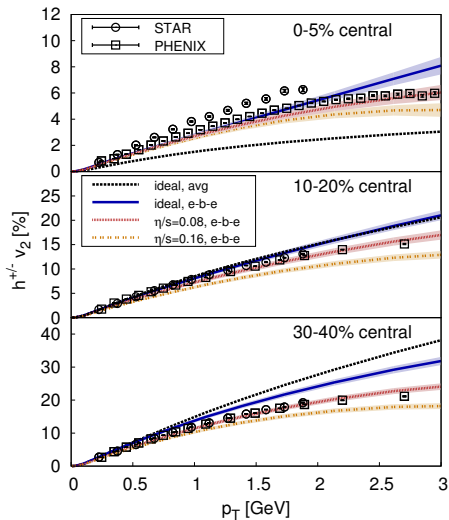 STAR
PHENIX
0-5% central
12
10
8
6
4
2
0
ideal, avg
ideal, e-b-e
η/s=0.08, e-b-e
η/s=0.16, e-b-e
10-20% central
25
20
15
10
5
0
h+/- v2 [%]
30-40% central
40
30
20
10
0
0 0.5 1 1.5 2 2.5 3
pT [GeV]